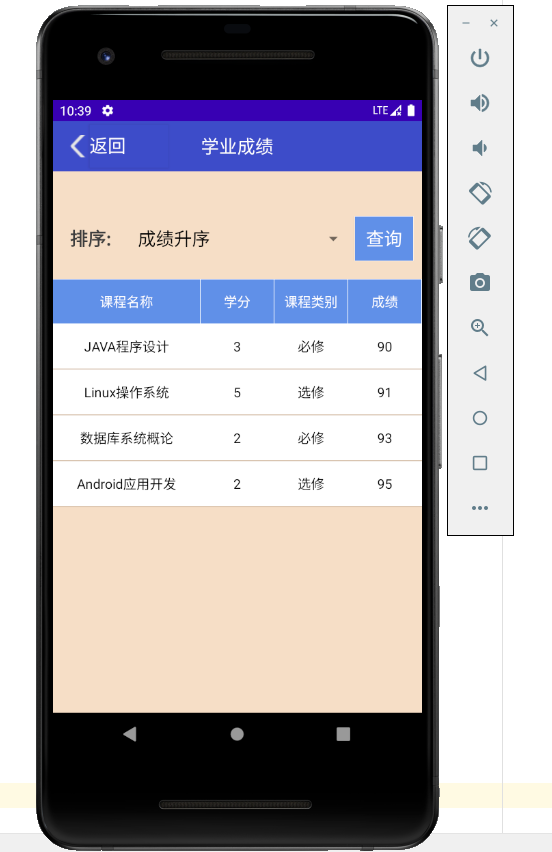 10:39 LTE
返回 学业成绩
排序: 成绩升序 查询
课程名称 学分 课程类别 成绩
JAVA程序设计 3 必修 90
Linux操作系统 5 选修 91
数据库系统概论 2 必修 93
Android应用开发 2 选修 95